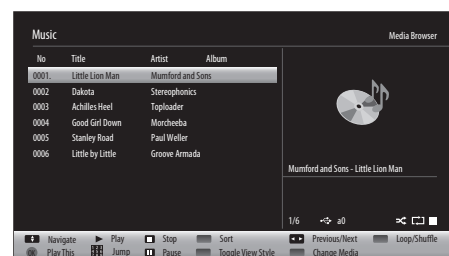 Music Media Browser
No Title Artist Album
0001. Little Lion Man Mumford and Sons
0002 Dakota Stereophonics
0003 Achilles Heel Toploader
0004 Good Girl Down Morcheeba
0005 Stanley Road Paul Weller
0006 Little by Little Groove Armada
Mumford and Sons - Little Lion Man
1/6 a0
Navigate Play Stop Sort Previous/Next Loop/Shuffle
Play This Jump Pause Toggle View Style Change Media